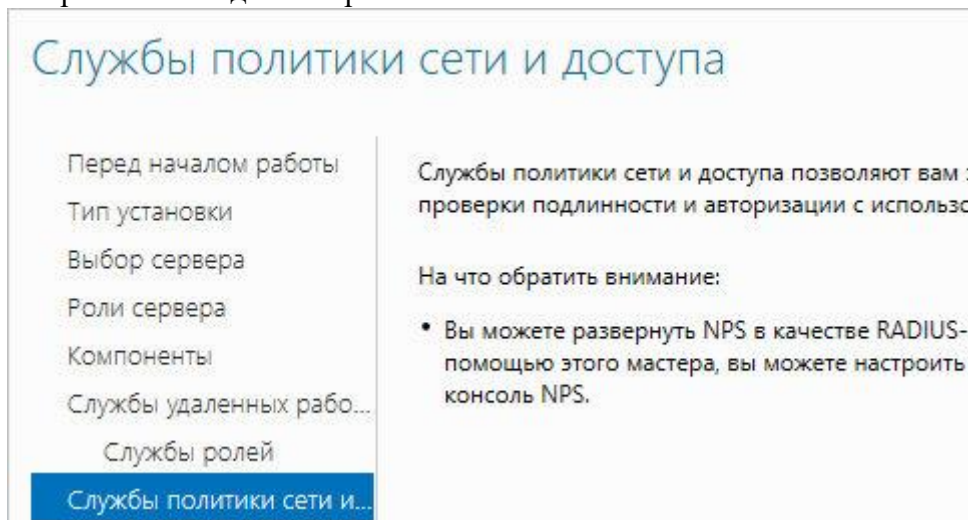 Службы политики сети и доступа
Перед началом работы
Тип установки
Выбор сервера
Роли сервера
Компоненты
Службы удаленных рабо...
Службы ролей
Службы политики сети и...
Службы политики сети и доступа позволяют вам
проверки подлинности и авторизации с использо
На что обратить внимание:
• Вы можете развернуть NPS в качестве RADIUS-
помощью этого мастера, вы можете настроить
консоль NPS.